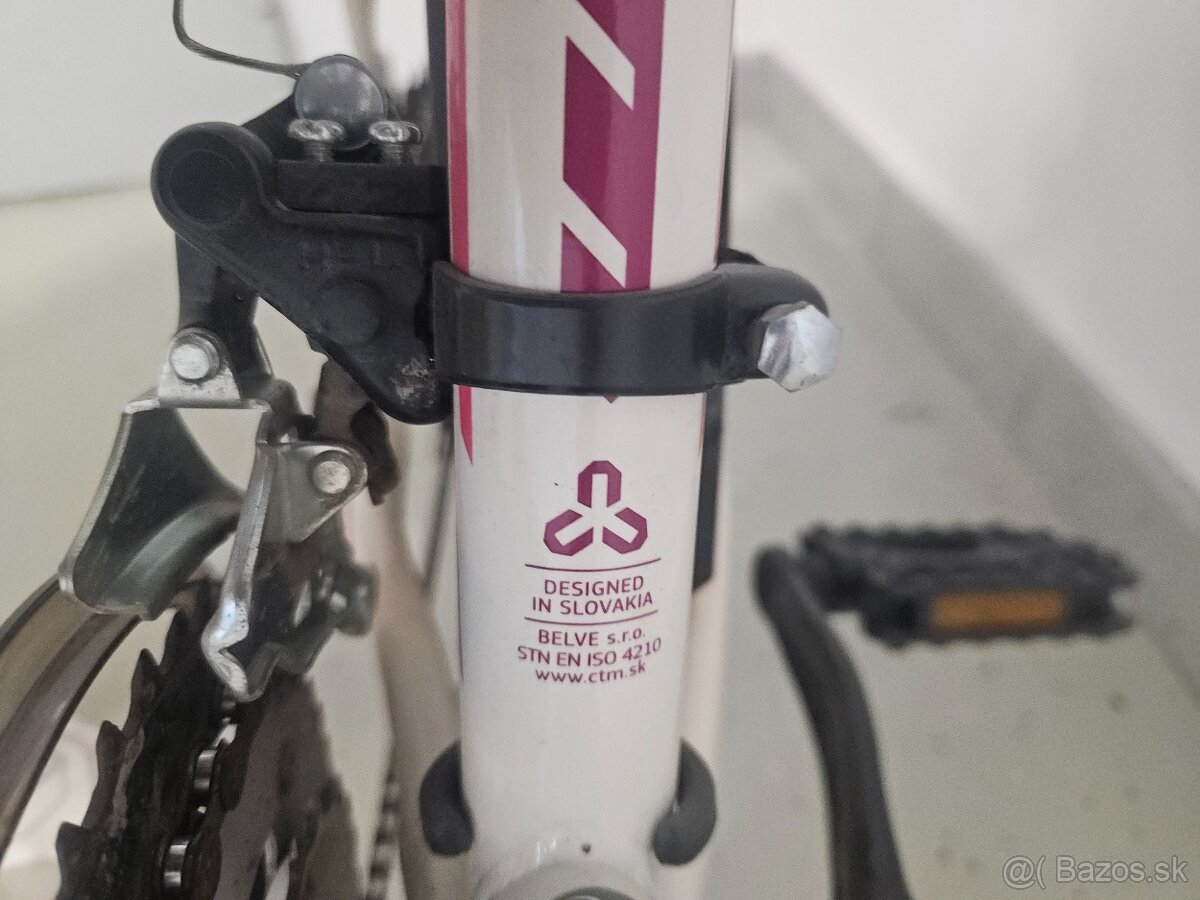 DESIGNED
IN SLOVAKIA
BELVE s.r.o.
STN EN ISO 4210
www.ctm.sk
@( Bazos.sk